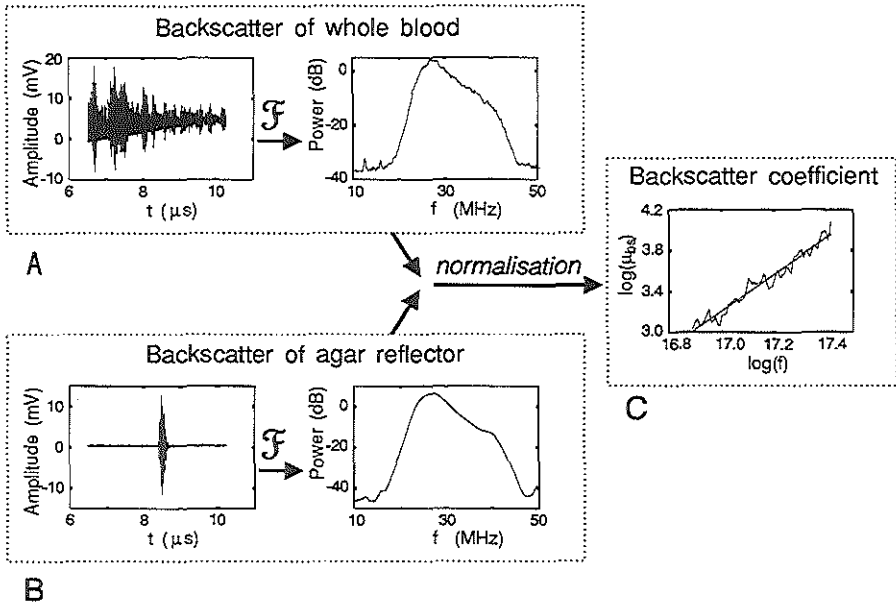 Backscatter of whole blood
Amplitude (mV)
20
10
0
-10
6 8 10
t (μs)
ℱ
Power (dB)
0
-20
-40
10 30 50
f (MHz)
A
normalisation
Backscatter coefficient
log(μbs)
4.2
3.8
3.4
3.0
16.8 17.0 17.2 17.4
log(f)
C
Backscatter of agar reflector
Amplitude (mV)
10
0
-10
6 8 10
t (μs)
ℱ
Power (dB)
0
-20
-40
10 30 50
f (MHz)
B